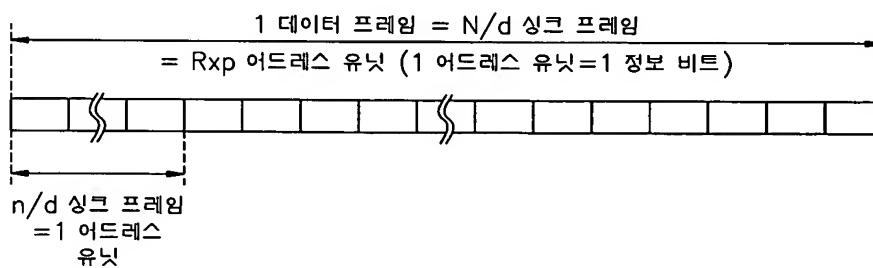 1 데이터 프레임 = N/d 싱크 프레임
= Rxp 어드레스 유닛 (1 어드레스 유닛=1 정보 비트)
n/d 싱크 프레임
=1 어드레스
유닛